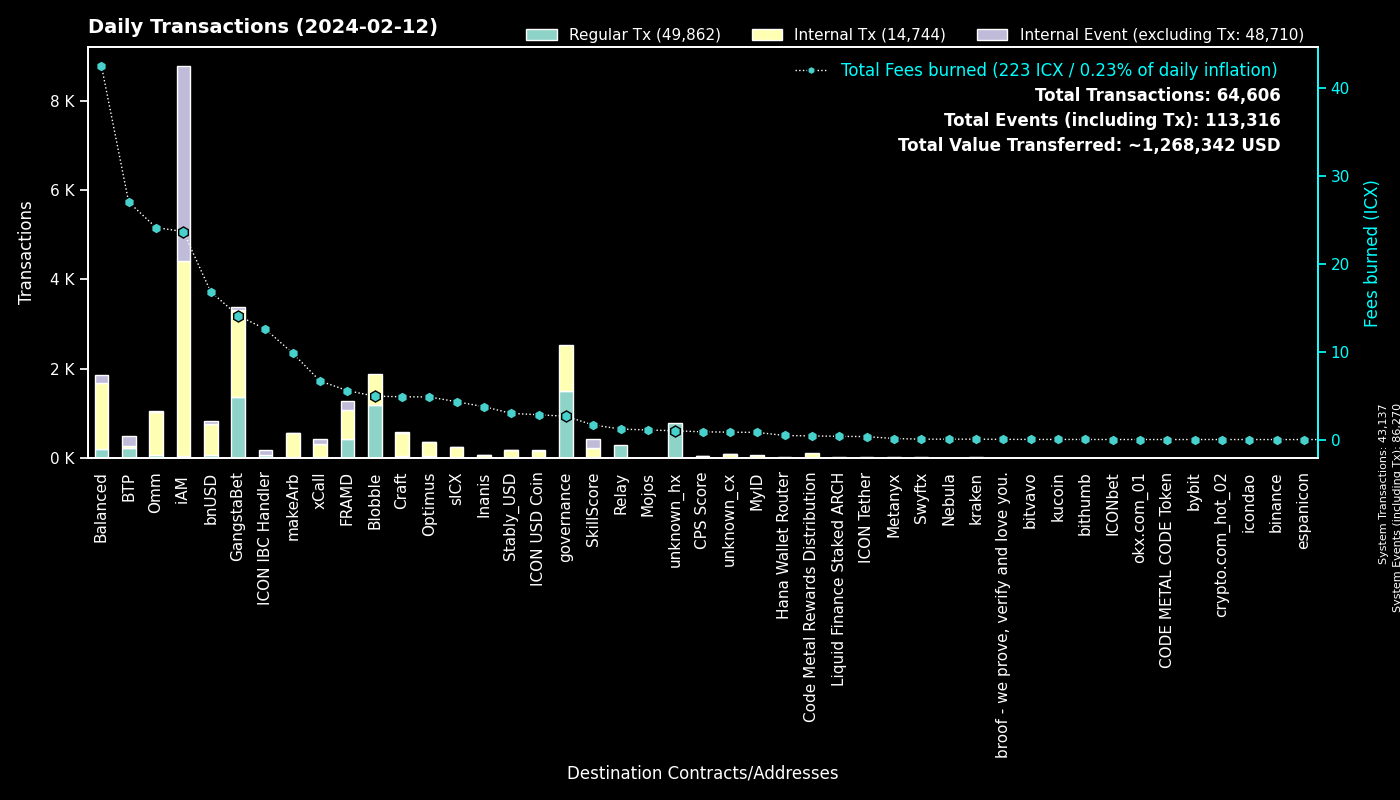 Daily Transactions (2024-02-12)
Regular Tx (49,862)
Internal Tx (14,744)
Internal Event (excluding Tx: 48,710)
Total Fees burned (223 ICX / 0.23% of daily inflation)
Total Transactions: 64,606
Total Events (including Tx): 113,316
Total Value Transferred: ~1,268,342 USD
Transactions
8 K
6 K
4 K
2 K
0 K
40
30
20
10
0
Fees burned (ICX)
Balanced
BTP
Omm
iAM
bnUSD
GangstaBet
ICON IBC Handler
makeArb
xCall
FRAMD
Blobble
Craft
Optimus
sICX
Inanis
Stably_USD
ICON USD Coin
governance
SkillScore
Relay
Mojos
unknown_hx
CPS Score
unknown_cx
MyID
Hana Wallet Router
Code Metal Rewards Distribution
Liquid Finance Staked ARCH
ICON Tether
Metanyx
Swyftx
Nebula
kraken
broof - we prove, verify and love you.
bitvavo
kucoin
bithumb
ICONbet
okx.com_01
CODE METAL CODE Token
bybit
crypto.com_hot_02
icondao
binance
espanicon
Destination Contracts/Addresses
System Transactions: 43,137
System Events (including Tx): 86,270